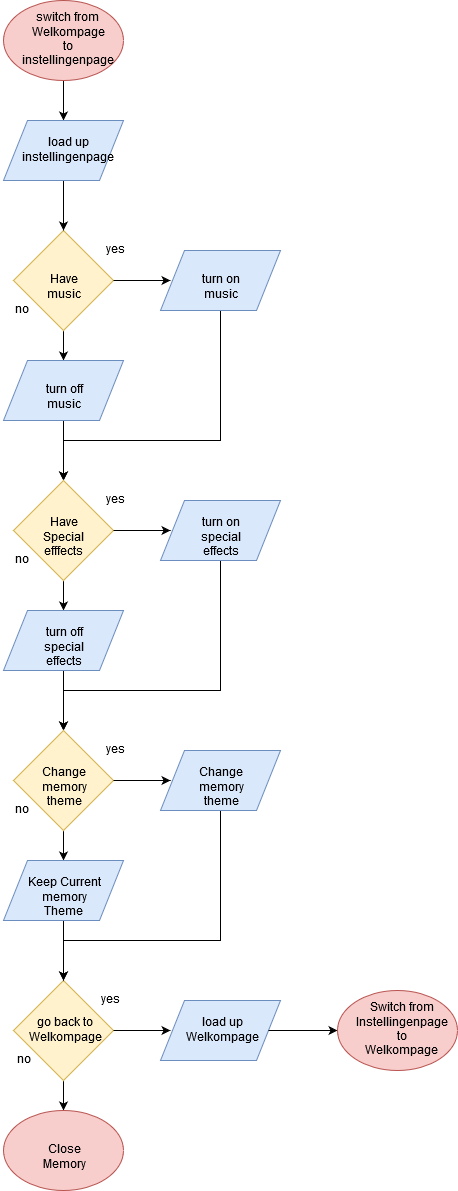 switch from
Welkompage
to
instellingenpage
load up
instellingenpage
yes
Have
music
turn on
music
no
turn off
music
yes
Have
Special
efffects
turn on
special
effects
no
turn off
special
effects
yes
Change
memory
theme
Change
memory
theme
no
Keep Current
memory
Theme
yes
go back to
Welkompage
load up
Welkompage
Switch from
Instellingenpage
to
Welkompage
no
Close
Memory